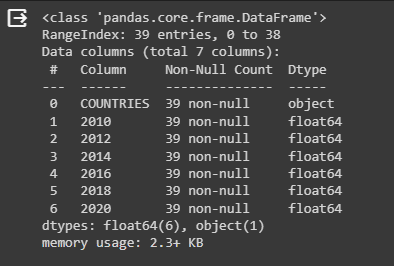 <class 'pandas.core.frame.DataFrame'>
RangeIndex: 39 entries, 0 to 38
Data columns (total 7 columns):
 #   Column     Non-Null Count  Dtype
---  ------     --------------  -----
 0   COUNTRIES  39 non-null     object
 1   2010       39 non-null     float64
 2   2012       39 non-null     float64
 3   2014       39 non-null     float64
 4   2016       39 non-null     float64
 5   2018       39 non-null     float64
 6   2020       39 non-null     float64
dtypes: float64(6), object(1)
memory usage: 2.3+ KB